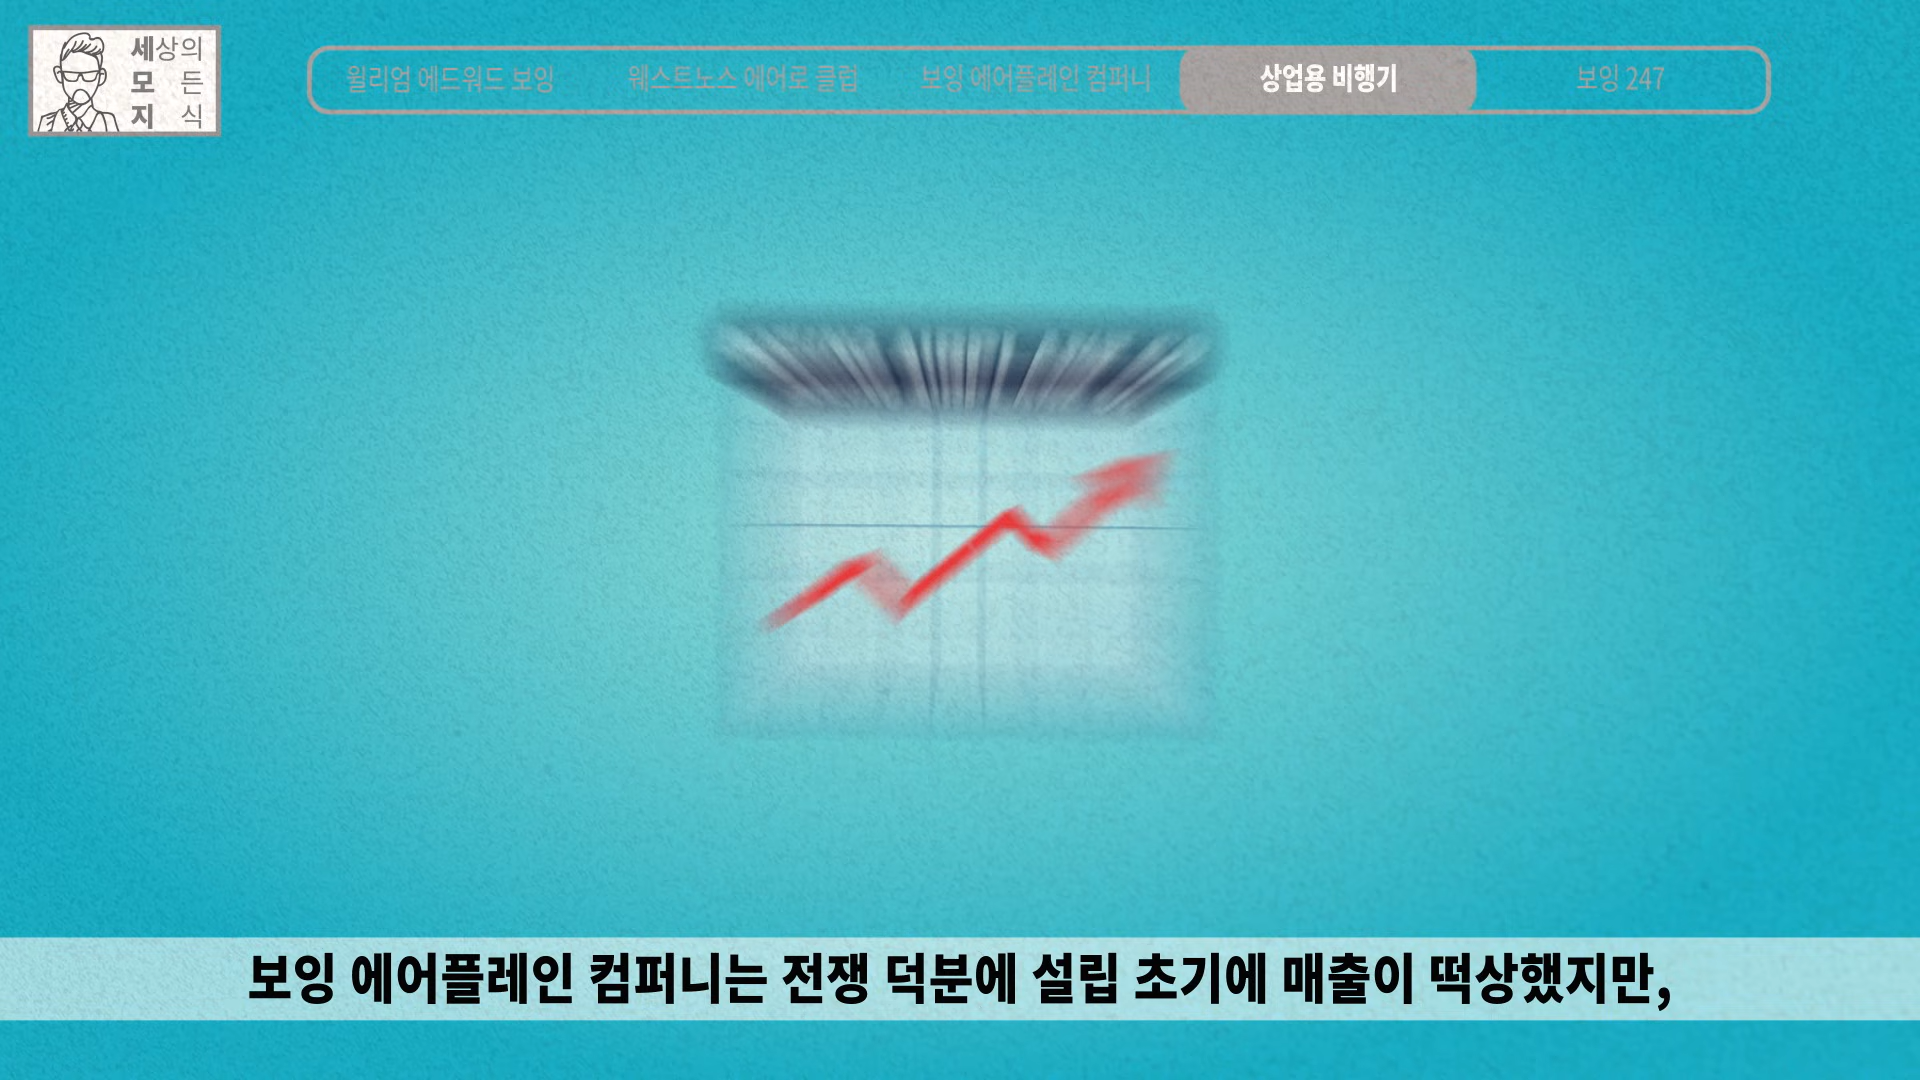 세상의
모든
지식
윌리엄 에드워드 보잉
웨스트노스 에어로 클럽
보잉 에어플레인 컴퍼니
상업용 비행기
보잉 247
보잉 에어플레인 컴퍼니는 전쟁 덕분에 설립 초기에 매출이 떡상했지만,